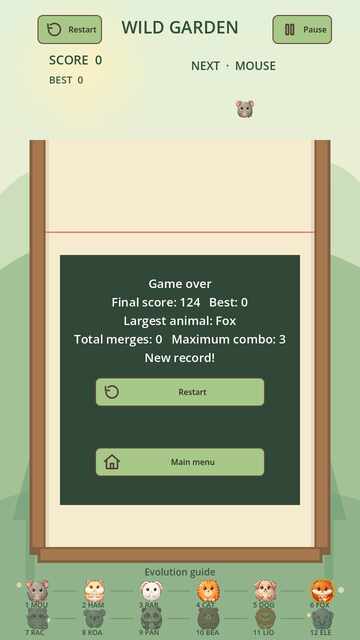 Restart
WILD GARDEN
Pause
SCORE 0
BEST 0
NEXT · MOUSE
Game over
Final score: 124 Best: 0
Largest animal: Fox
Total merges: 0 Maximum combo: 3
New record!
Restart
Main menu
Evolution guide
1 MOU 2 HAM 3 RAB 4 CAT 5 DOG 6 FOX
7 RAC 8 KOA 9 PAN 10 BEA 11 LIO 12 ELE